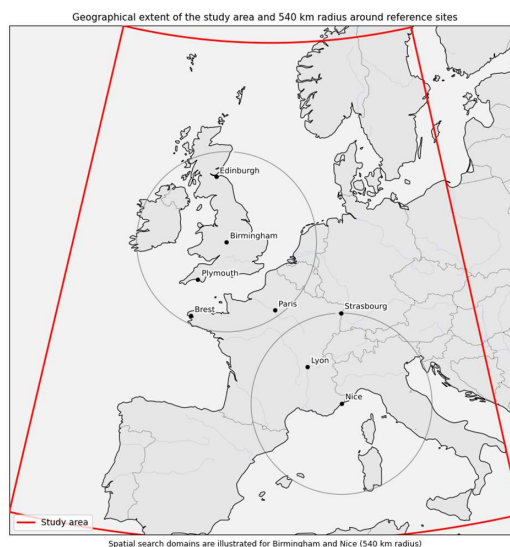 Geographical extent of the study area and 540 km radius around reference sites
Edinburgh
Birmingham
Plymouth
Brest
Paris
Strasbourg
Lyon
Nice
Study area
Spatial search domains are illustrated for Birmingham and Nice (540 km radius)